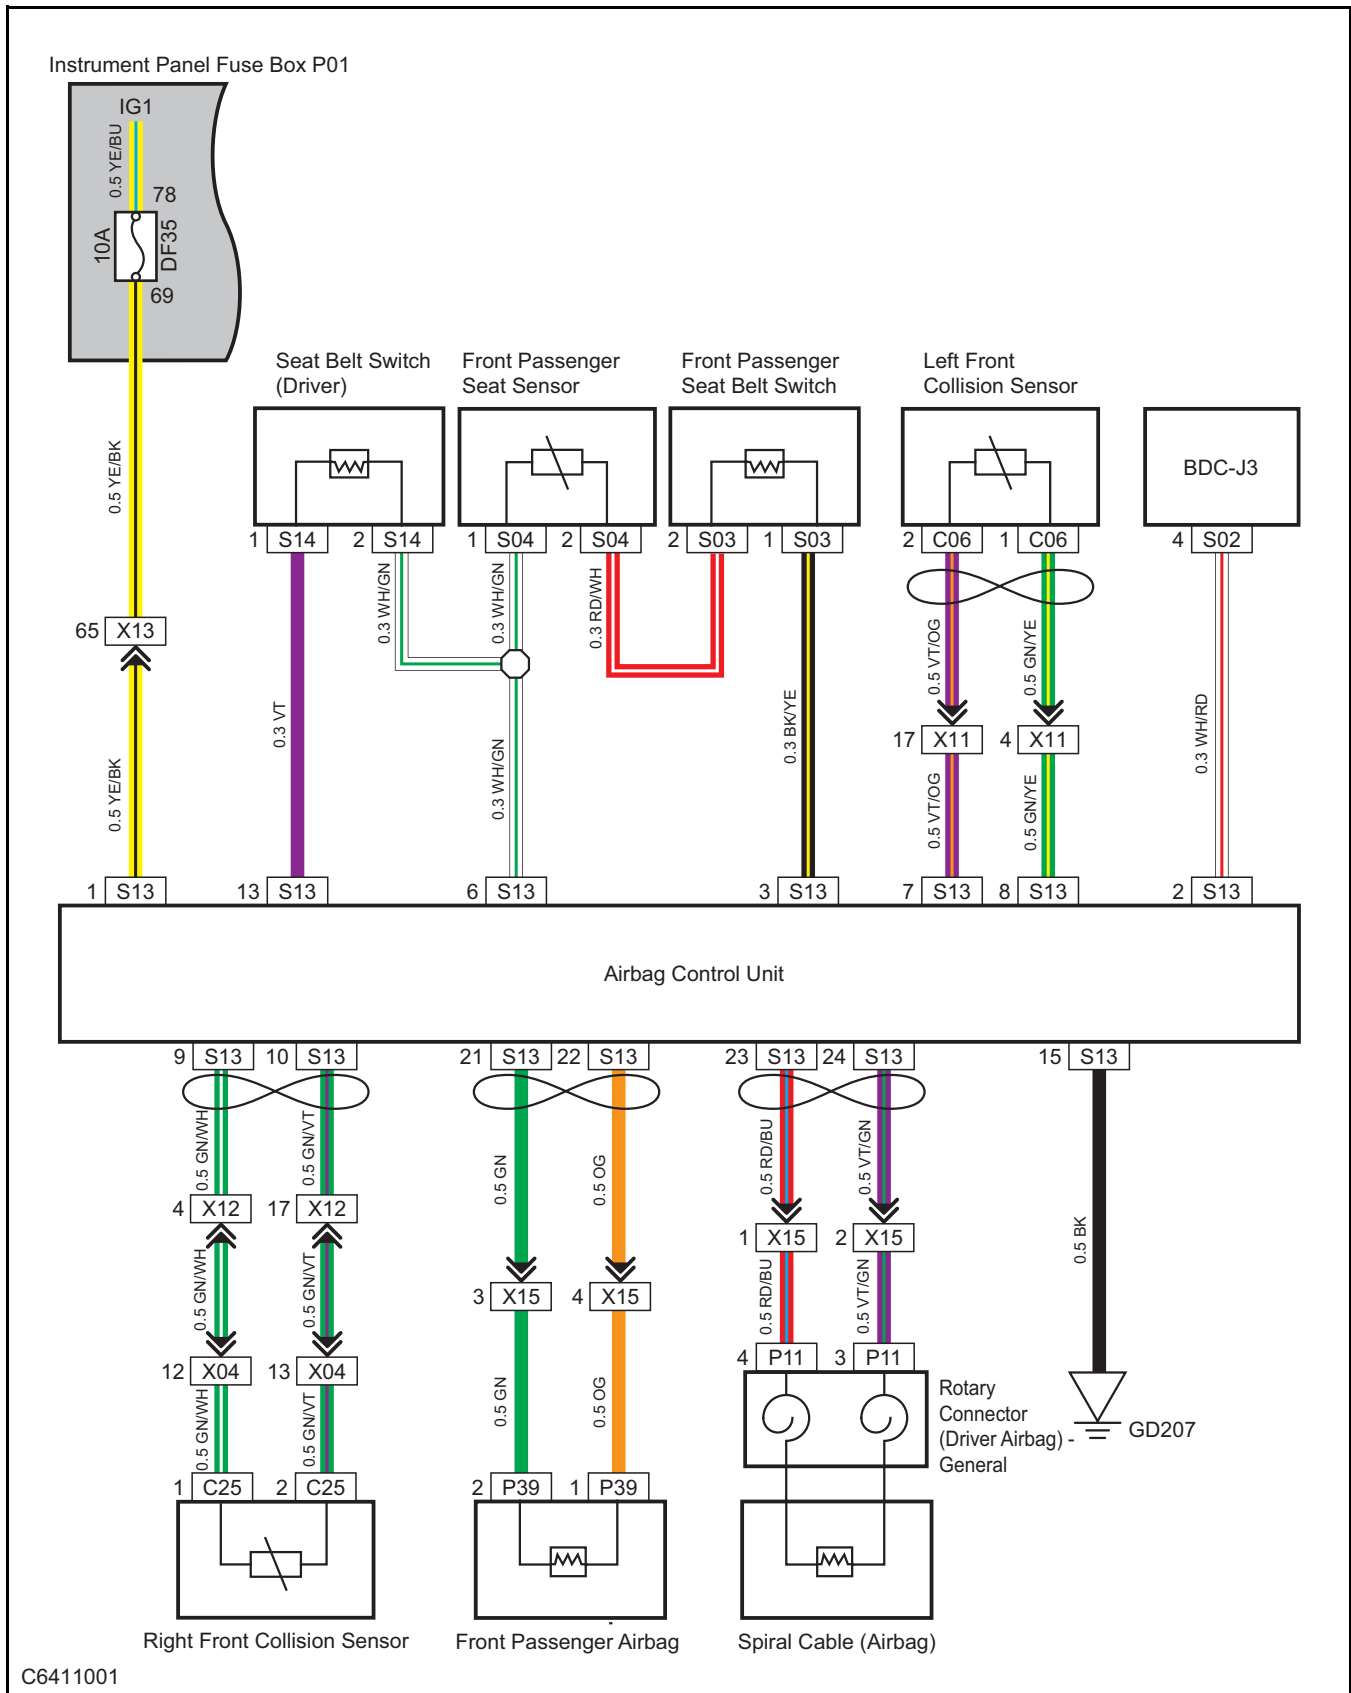 Instrument Panel Fuse Box P01
IG1
0.5 YE/BU
78
10A
DF35
69
0.5 YE/BK
65 X13
0.5 YE/BK
Seat Belt Switch
(Driver)
Front Passenger
Seat Sensor
Front Passenger
Seat Belt Switch
Left Front
Collision Sensor
BDC-J3
1 S14
2 S14
1 S04
2 S04
2 S03
1 S03
2 C06
1 C06
4 S02
0.3 WH/GN
0.3 WH/GN
0.3 RD/WH
0.5 VT/OG
0.5 GN/YE
0.3 VT
0.3 WH/GN
0.3 BK/YE
17 X11
4 X11
0.3 WH/RD
0.5 VT/OG
0.5 GN/YE
1 S13
13 S13
6 S13
3 S13
7 S13
8 S13
2 S13
Airbag Control Unit
9 S13
10 S13
21 S13
22 S13
23 S13
24 S13
15 S13
0.5 GN/WH
0.5 GN/VT
0.5 GN
0.5 OG
0.5 RD/BU
0.5 VT/GN
0.5 BK
4 X12
17 X12
1 X15
2 X15
0.5 GN/WH
0.5 GN/VT
3 X15
4 X15
0.5 RD/BU
0.5 VT/GN
12 X04
13 X04
4 P11
3 P11
0.5 GN/WH
0.5 GN/VT
0.5 GN
0.5 OG
Rotary
Connector
(Driver Airbag) -
General
GD207
1 C25
2 C25
2 P39
1 P39
Right Front Collision Sensor
Front Passenger Airbag
Spiral Cable (Airbag)
C6411001